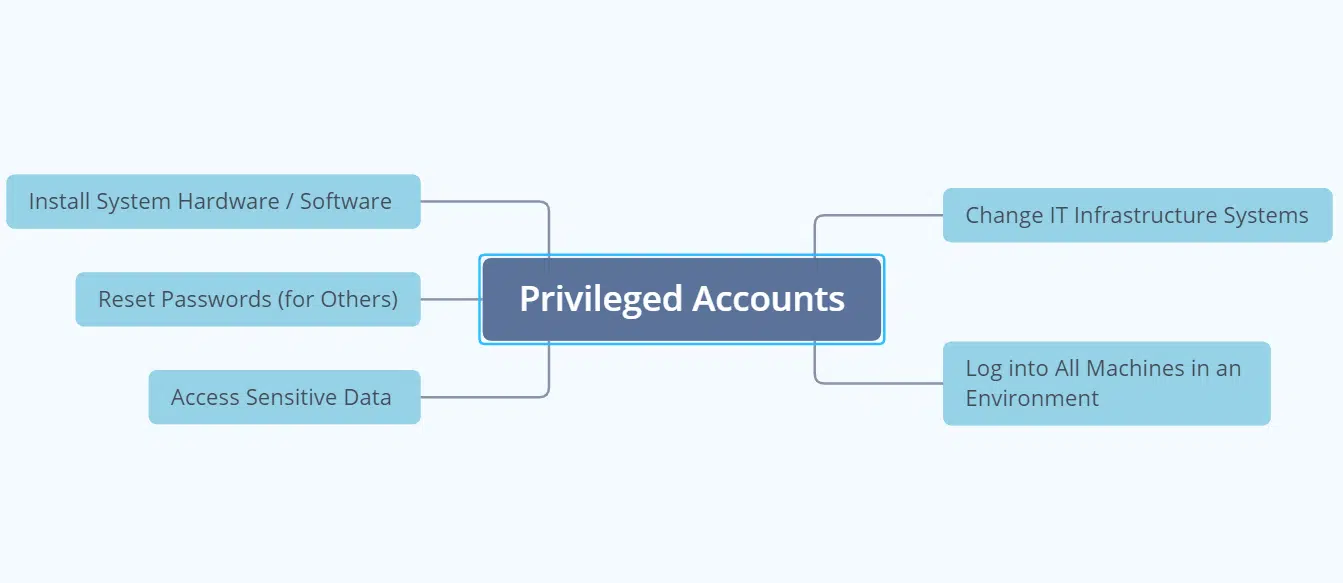 Install System Hardware / Software
Reset Passwords (for Others)
Access Sensitive Data
Privileged Accounts
Change IT Infrastructure Systems
Log into All Machines in an
Environment